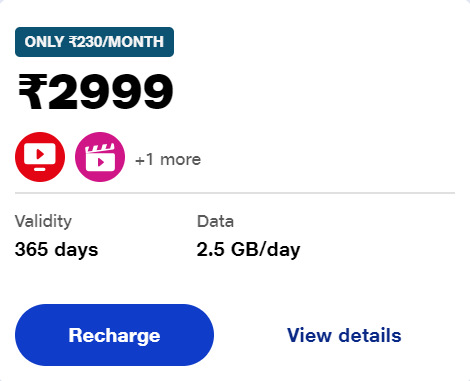 ONLY ₹230/MONTH
₹2999
+1 more
Validity
Data
365 days
2.5 GB/day
Recharge
View details